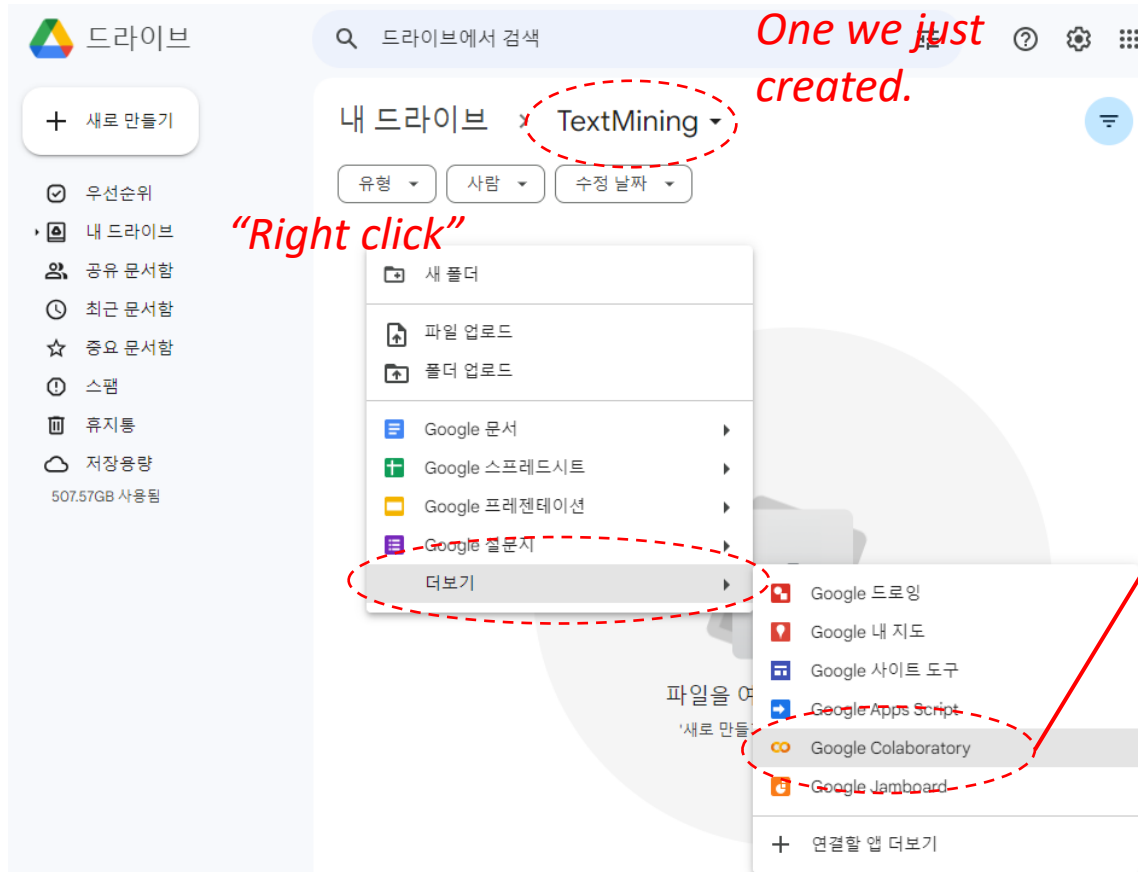 드라이브
드라이브에서 검색
One we just
created.
새로 만들기
내 드라이브 › TextMining
유형
사람
수정 날짜
"Right click"
우선순위
내 드라이브
공유 문서함
최근 문서함
중요 문서함
스팸
휴지통
저장용량
507.57GB 사용됨
새 폴더
파일 업로드
폴더 업로드
Google 문서
Google 스프레드시트
Google 프레젠테이션
Google 설문지
더보기
Google 드로잉
Google 내 지도
Google 사이트 도구
Google Apps Script
Google Colaboratory
Google Jamboard
연결할 앱 더보기
파일을
'새로 만들